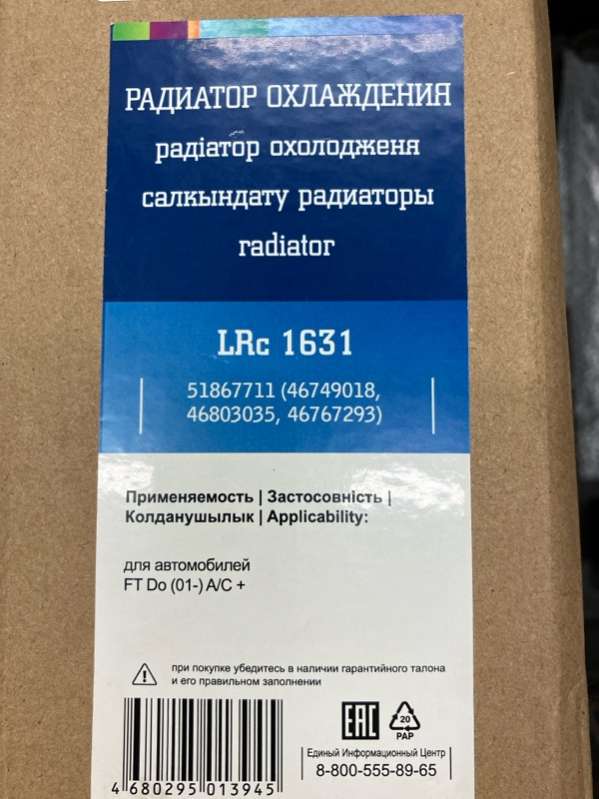 РАДИАТОР ОХЛАЖДЕНИЯ
радіатор охолодженя
салкындату радиаторы
radiator
LRc 1631
51867711 (46749018,
46803035, 46767293)
Применяемость | Застосовність |
Колданушылык | Applicability:
для автомобилей
FT Do (01-) A/C +
при покупке убедитесь в наличии гарантийного талона
и его правильном заполнении
EAC
20
PAP
Единый Информационный Центр
8-800-555-89-65
4 680295 013945